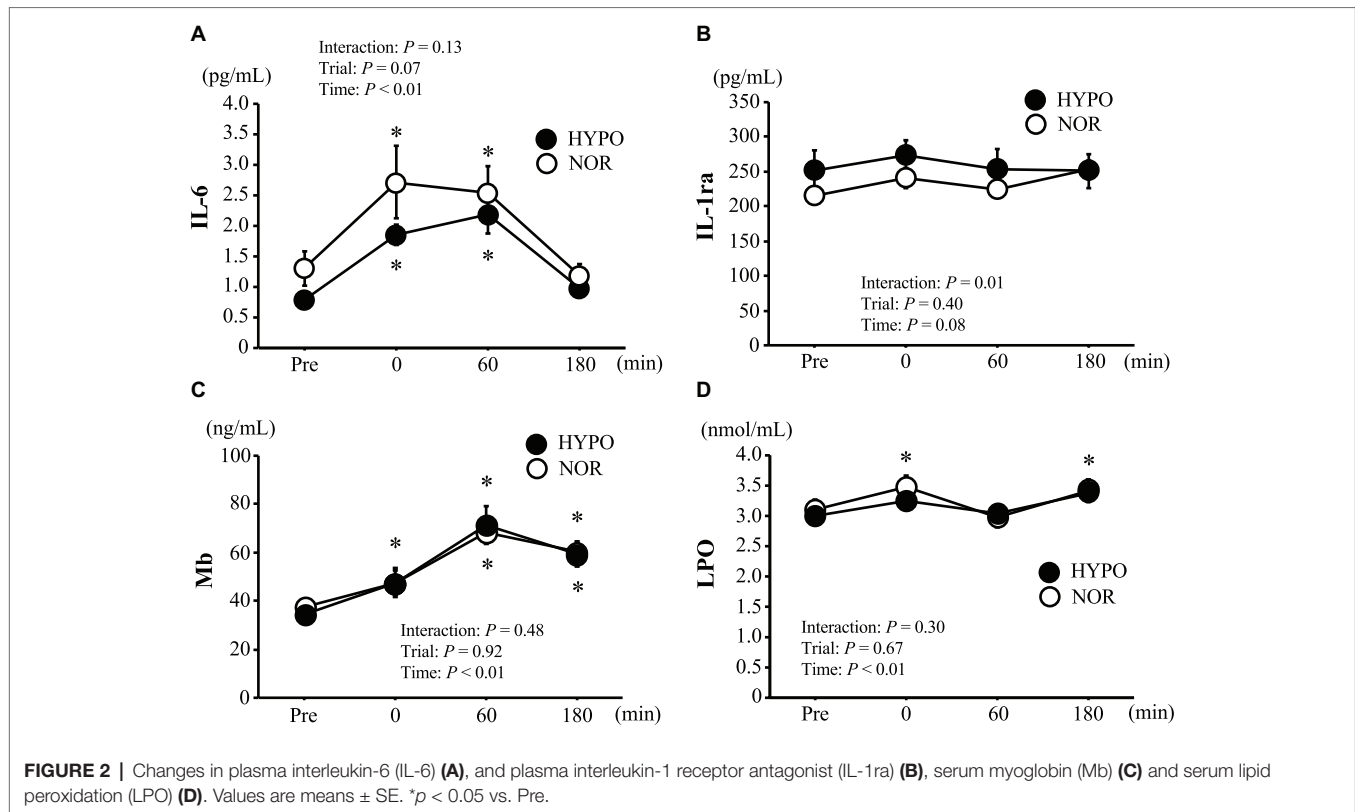 A
Interaction: P = 0.13
Trial: P = 0.07
Time: P < 0.01
(pg/mL)
4.0
3.5
3.0
2.5
2.0
1.5
1.0
0.5
0
IL-6
* * * *
HYPO
NOR
Pre 0 60 180 (min)
B
(pg/mL)
350
300
250
200
150
250
100
50
0
IL-1ra
HYPO
NOR
Interaction: P = 0.01
Trial: P = 0.40
Time: P = 0.08
Pre 0 60 180 (min)
C
(ng/mL)
100
80
60
40
20
0
Mb
HYPO
NOR
* * * * *
Interaction: P = 0.48
Trial: P = 0.92
Time: P < 0.01
Pre 0 60 180 (min)
D
(nmol/mL)
4.0
3.5
3.0
2.5
2.0
1.5
1.0
0.5
0
LPO
* *
HYPO
NOR
Interaction: P = 0.30
Trial: P = 0.67
Time: P < 0.01
Pre 0 60 180 (min)
FIGURE 2 | Changes in plasma interleukin-6 (IL-6) (A), and plasma interleukin-1 receptor antagonist (IL-1ra) (B), serum myoglobin (Mb) (C) and serum lipid
peroxidation (LPO) (D). Values are means ± SE. *p < 0.05 vs. Pre.